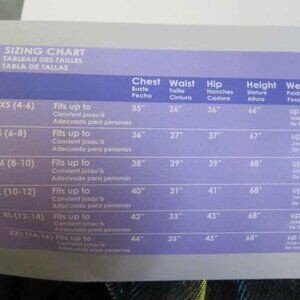 SIZING CHART
TABLEAU DES TAILLES
TABLA DE TALLAS
Chest Waist Hip Height
Busto Taille Hanches Stature
Pecho Cintura Cadera Altura
XS (4-6) Fits up to 35" 26" 36" 66"
Convient jusqu'à
Adecuado para personas
(6-8) Fits up to 36" 27" 37" 67"
Convient jusqu'à
Adecuado para personas
(8-10) Fits up to 38" 29" 39" 68"
Convient jusqu'à
Adecuado para personas
(10-12) Fits up to 40" 31" 41" 68"
Convient jusqu'à
Adecuado para personas
XL (12-14) Fits up to 42" 33" 43" 68"
Convient jusqu'à
Adecuado para personas
XXL (14-16) Fits up to 44" 35" 45" 68"
Convient jusqu'à
Adecuado para personas